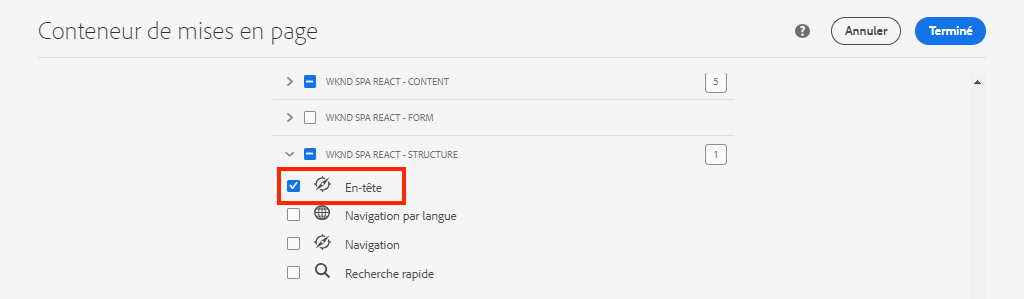 Conteneur de mises en page
? Annuler Terminé
WKND SPA REACT - CONTENT 5
WKND SPA REACT - FORM
WKND SPA REACT - STRUCTURE 1
En-tête
Navigation par langue
Navigation
Recherche rapide